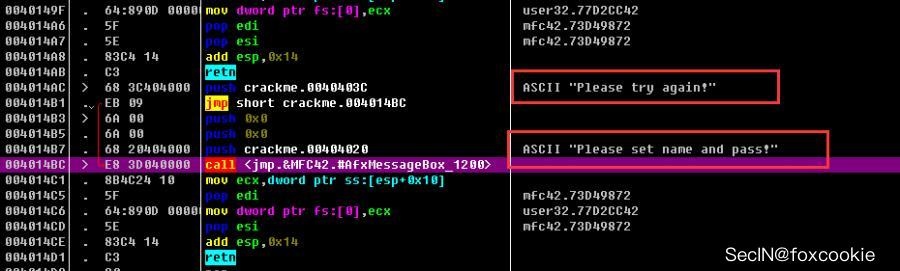 0040149F . 64:890D 00000 mov dword ptr fs:[0],ecx user32.77D2CC42
004014A6 . 5F pop edi mfc42.73D49872
004014A7 . 5E pop esi mfc42.73D49872
004014A8 . 83C4 14 add esp,0x14
004014AB . C3 retn
004014AC > 68 3C404000 push crackme.0040403C ASCII "Please try again!"
004014B1 . EB 09 jmp short crackme.004014BC
004014B3 > 6A 00 push 0x0
004014B5 . 6A 00 push 0x0
004014B7 . 68 20404000 push crackme.00404020 ASCII "Please set name and pass!"
004014BC > E8 3D040000 call <jmp.&MFC42.#AfxMessageBox_1200>
004014C1 . 8B4C24 10 mov ecx,dword ptr ss:[esp+0x10]
004014C5 . 5F pop edi mfc42.73D49872
004014C6 . 64:890D 00000 mov dword ptr fs:[0],ecx user32.77D2CC42
004014CD . 5E pop esi mfc42.73D49872
004014CE . 83C4 14 add esp,0x14
004014D1 . C3 retn
SecIN@foxcookie